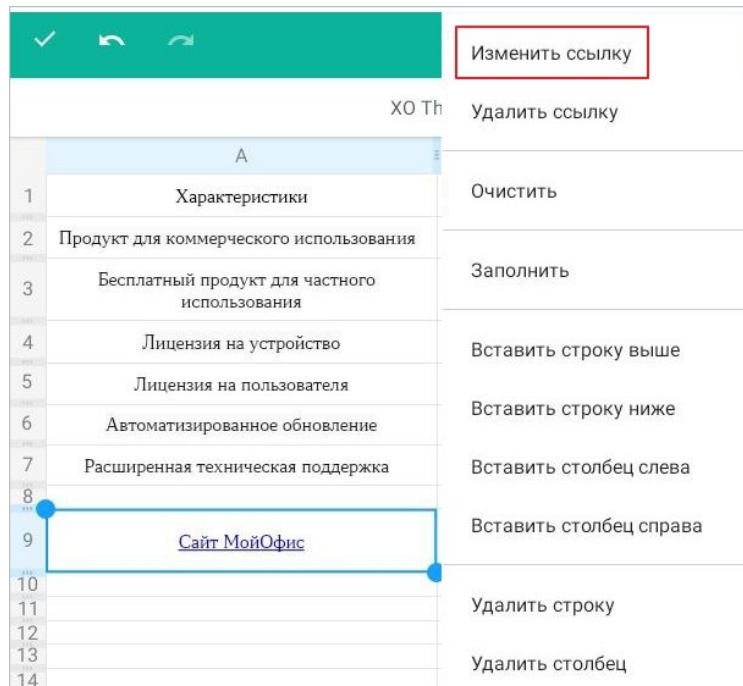 XO Th
A
1 Характеристики
2 Продукт для коммерческого использования
3 Бесплатный продукт для частного
использования
4 Лицензия на устройство
5 Лицензия на пользователя
6 Автоматизированное обновление
7 Расширенная техническая поддержка
8
9 Сайт МойОфис
10
11
12
13
14
Изменить ссылку
Удалить ссылку
Очистить
Заполнить
Вставить строку выше
Вставить строку ниже
Вставить столбец слева
Вставить столбец справа
Удалить строку
Удалить столбец